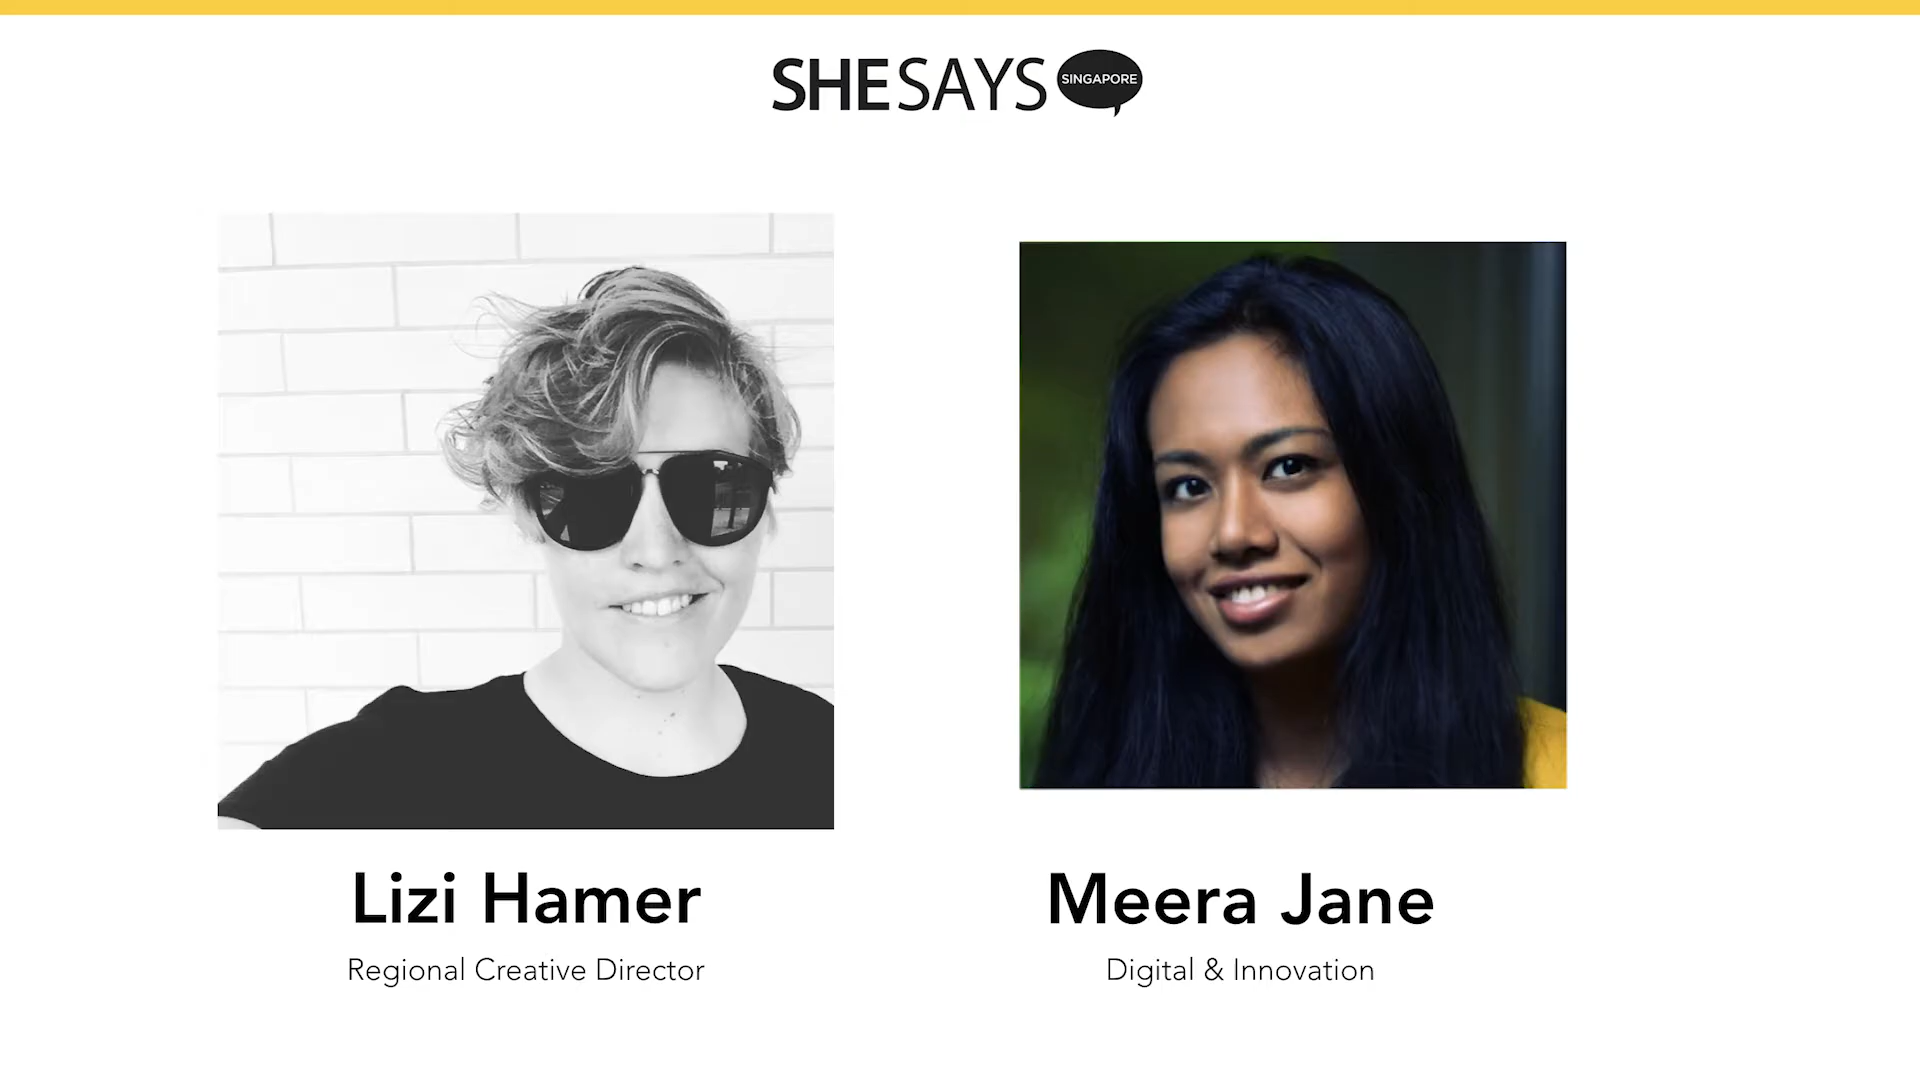 SHESAYS SINGAPORE
Lizi Hamer
Meera Jane
Regional Creative Director
Digital & Innovation